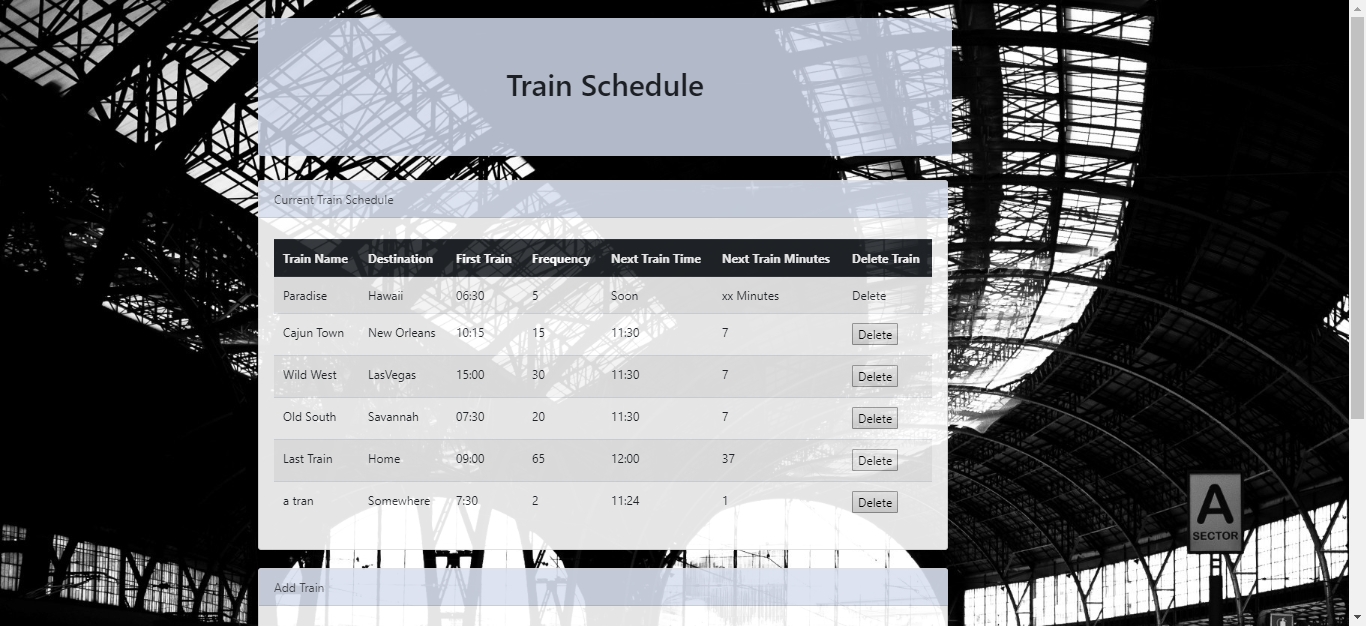 Train Schedule
Current Train Schedule
Train Name Destination First Train Frequency Next Train Time Next Train Minutes Delete Train
Paradise Hawaii 06:30 5 Soon xx Minutes Delete
Cajun Town New Orleans 10:15 15 11:30 7 Delete
Wild West LasVegas 15:00 30 11:30 7 Delete
Old South Savannah 07:30 20 11:30 7 Delete
Last Train Home 09:00 65 12:00 37 Delete
a tran Somewhere 7:30 2 11:24 1 Delete
A
SECTOR
Add Train